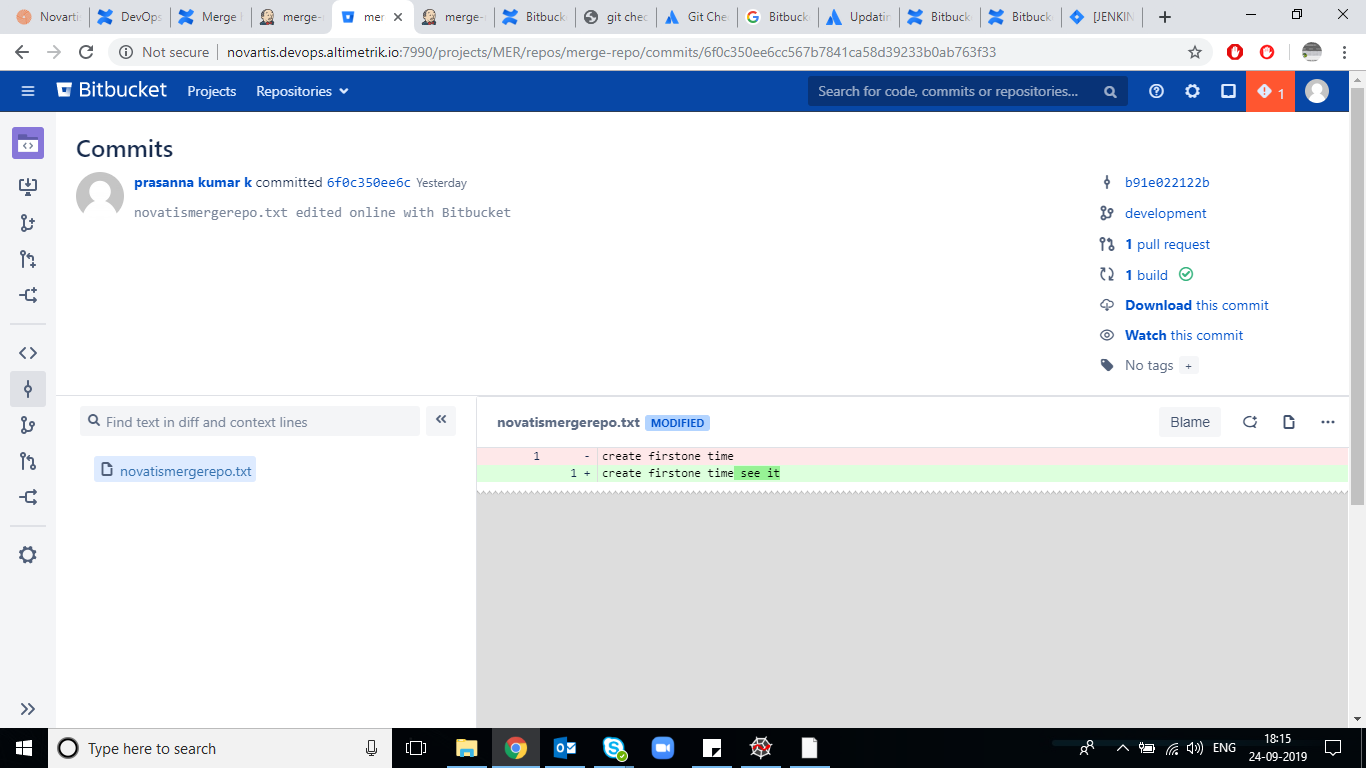 Novarti
DevOps
Merge
merge-
mer
merge-
Bitbuck
git chec
Git Che
Bitbuck
Updatin
Bitbuck
Bitbuck
[JENKIN
Not secure
novartis.devops.altimetrik.io:7990/projects/MER/repos/merge-repo/commits/6f0c350ee6cc567b7841ca58d39233b0ab763f33
Bitbucket Projects Repositories
Search for code, commits or repositories...
1
Commits
prasanna kumar k committed 6f0c350ee6c Yesterday
novatismergerepo.txt edited online with Bitbucket
b91e022122b
development
1 pull request
1 build
Download this commit
Watch this commit
No tags +
Find text in diff and context lines
novatismergerepo.txt
novatismergerepo.txt MODIFIED
Blame
1 - create firstone time
1 + create firstone time see it
Type here to search
ENG
18:15
24-09-2019